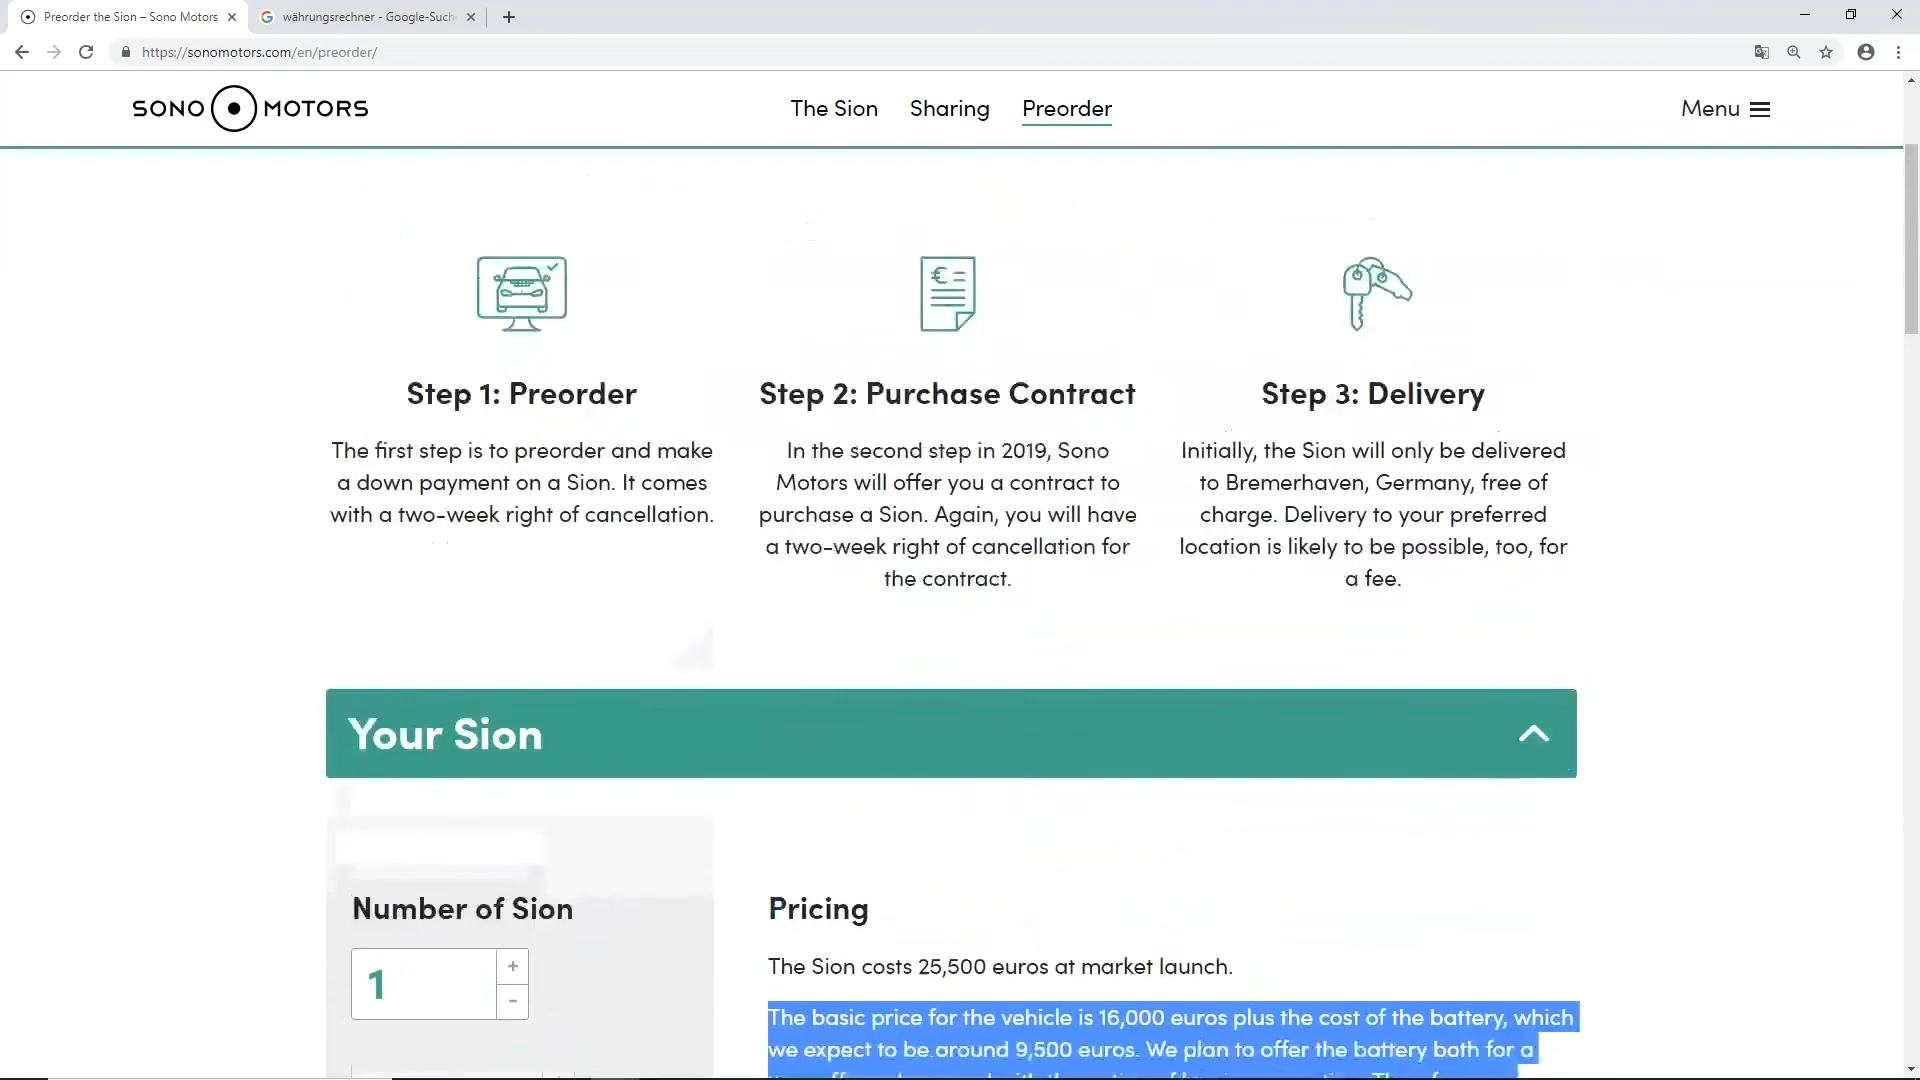 Preorder the Sion – Sono Motors
währungsrechner - Google-Such
https://sonomotors.com/en/preorder/
SONO MOTORS
The Sion
Sharing
Preorder
Menu
Step 1: Preorder
The first step is to preorder and make
a down payment on a Sion. It comes
with a two-week right of cancellation.
Step 2: Purchase Contract
In the second step in 2019, Sono
Motors will offer you a contract to
purchase a Sion. Again, you will have
a two-week right of cancellation for
the contract.
Step 3: Delivery
Initially, the Sion will only be delivered
to Bremerhaven, Germany, free of
charge. Delivery to your preferred
location is likely to be possible, too, for
a fee.
Your Sion
Number of Sion
1
+
-
Pricing
The Sion costs 25,500 euros at market launch.
The basic price for the vehicle is 16,000 euros plus the cost of the battery, which
we expect to be around 9,500 euros. We plan to offer the battery both for a